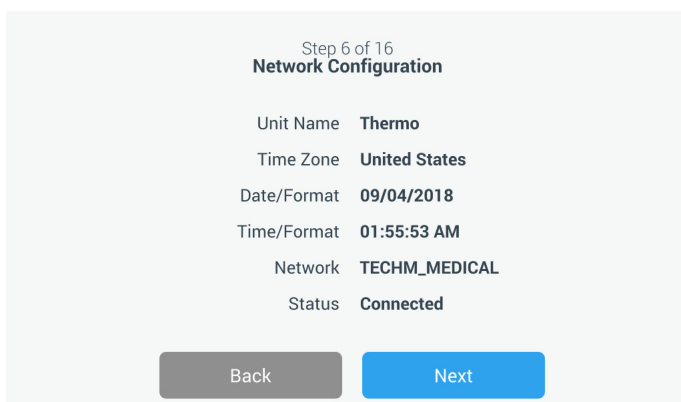 Step 6 of 16
Network Configuration
Unit Name Thermo
Time Zone United States
Date/Format 09/04/2018
Time/Format 01:55:53 AM
Network TECHM_MEDICAL
Status Connected
Back Next